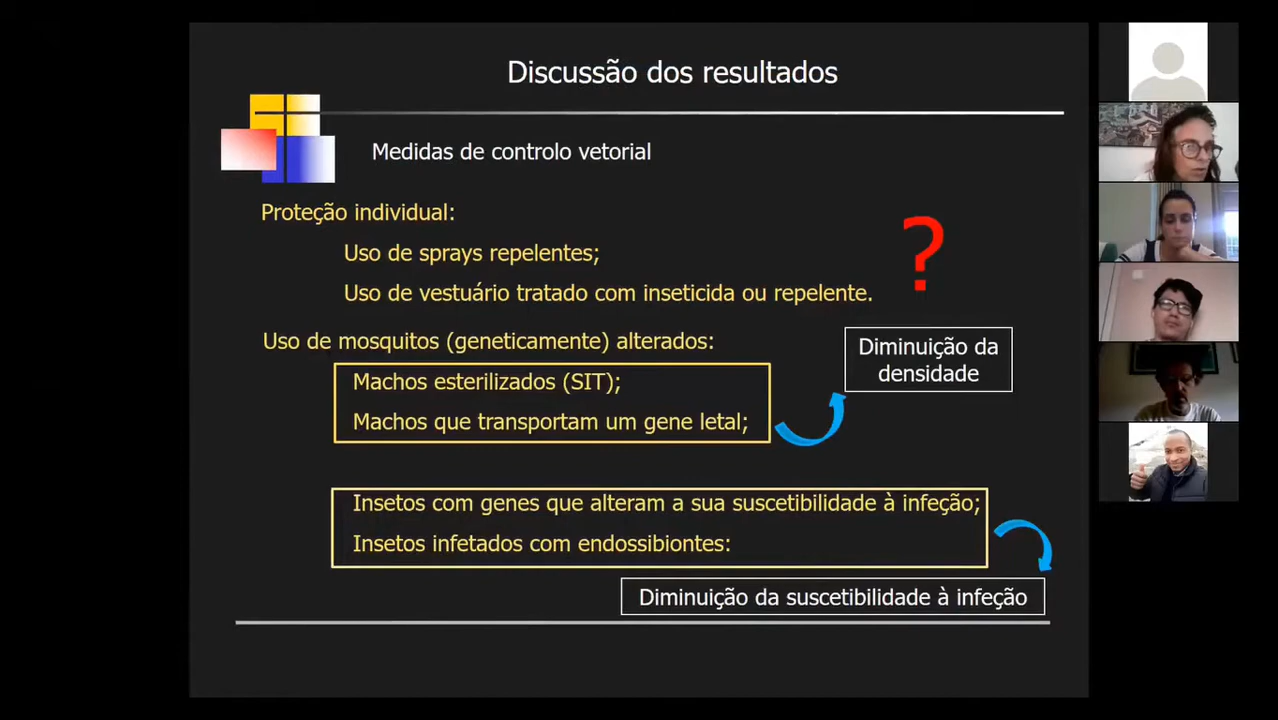 Discussão dos resultados
Medidas de controlo vetorial
Proteção individual:
Uso de sprays repelentes;
Uso de vestuário tratado com inseticida ou repelente.
?
Uso de mosquitos (geneticamente) alterados:
Diminuição da
densidade
Machos esterilizados (SIT);
Machos que transportam um gene letal;
Insetos com genes que alteram a sua suscetibilidade à infeção;
Insetos infetados com endossibiontes:
Diminuição da suscetibilidade à infeção